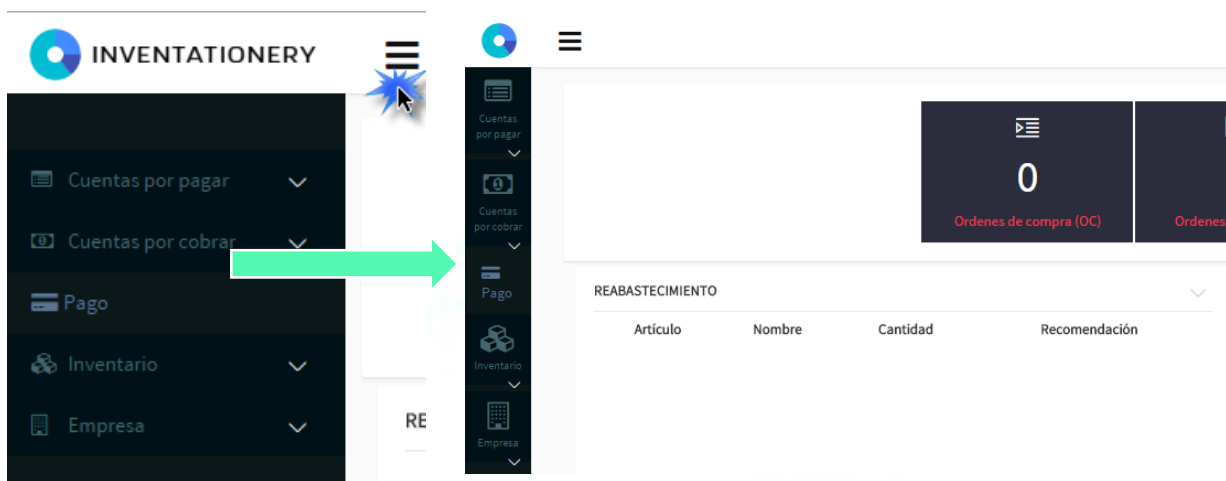 INVENTATIONERY
Cuentas por pagar
Cuentas por cobrar
Pago
Inventario
Empresa
RE
Cuentas
por pagar
Cuentas
por cobrar
Pago
Inventario
Empresa
0
Ordenes de compra (OC)
Ordenes
REABASTECIMIENTO
Artículo Nombre Cantidad Recomendación